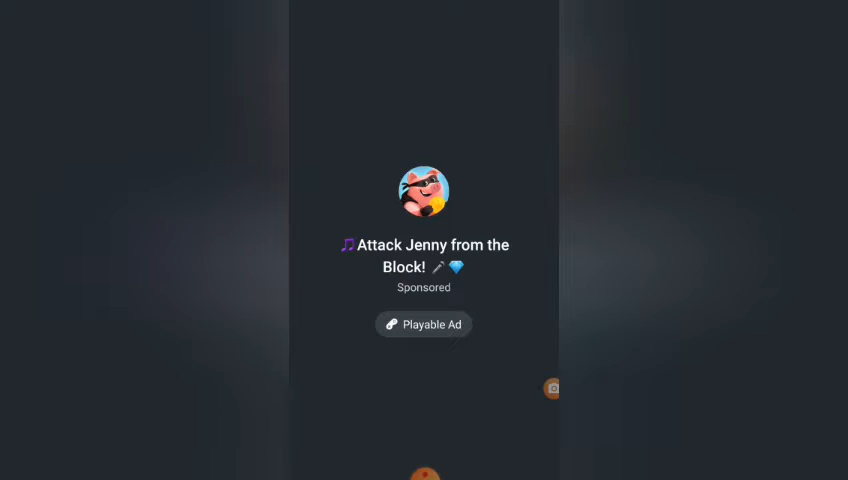 🎵Attack Jenny from the
Block! 🎤💎
Sponsored
Playable Ad